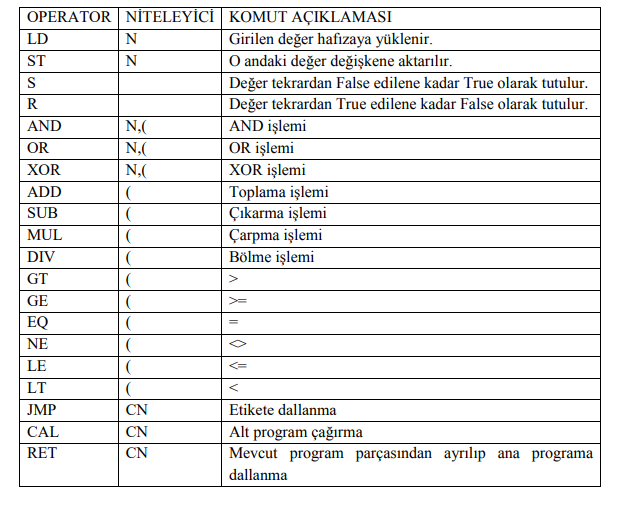 OPERATOR NİTELEYİCİ KOMUT AÇIKLAMASI
LD N Girilen değer hafızaya yüklenir.
ST N O andaki değer değişkene aktarılır.
S Değer tekrardan False edilene kadar True olarak tutulur.
R Değer tekrardan True edilene kadar False olarak tutulur.
AND N,( AND işlemi
OR N,( OR işlemi
XOR N,( XOR işlemi
ADD ( Toplama işlemi
SUB ( Çıkarma işlemi
MUL ( Çarpma işlemi
DIV ( Bölme işlemi
GT ( >
GE ( >=
EQ ( =
NE ( <>
LE ( <=
LT ( <
JMP CN Etikete dallanma
CAL CN Alt program çağırma
RET CN Mevcut program parçasından ayrılıp ana programa
dallanma